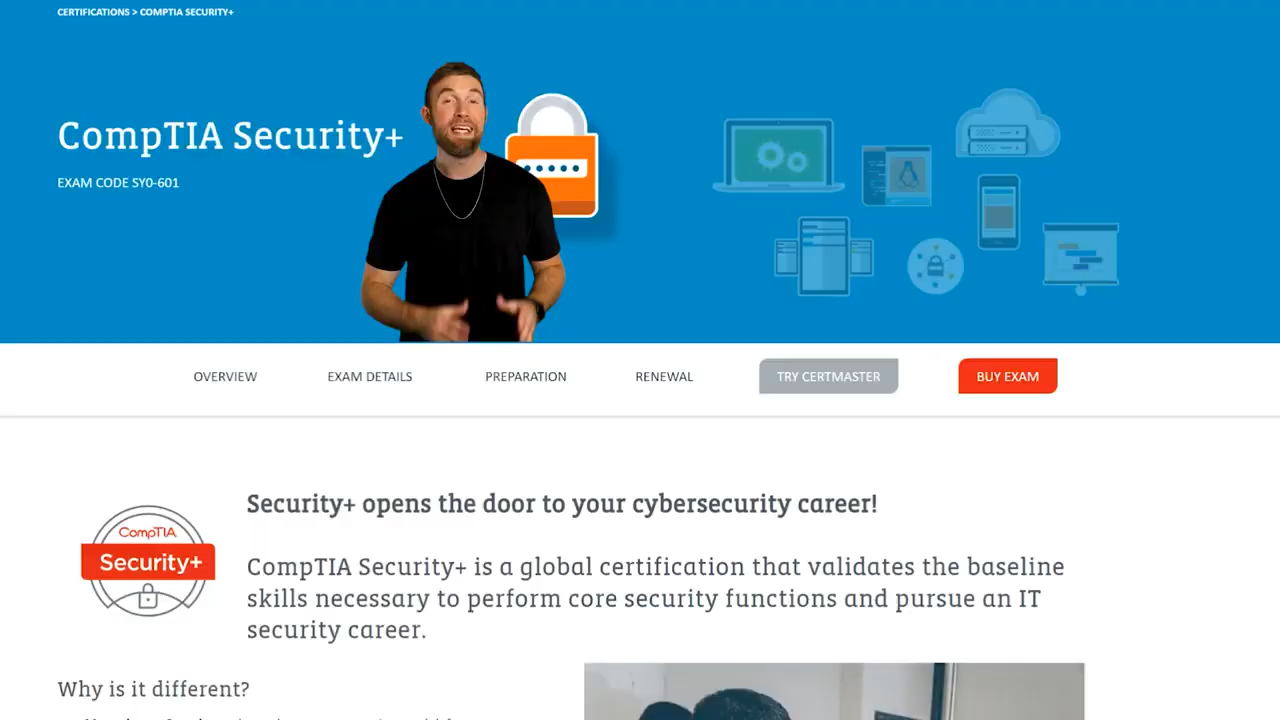 CERTIFICATIONS > COMPTIA SECURITY+
CompTIA Security+
EXAM CODE SY0-601
OVERVIEW
EXAM DETAILS
PREPARATION
RENEWAL
TRY CERTMASTER
BUY EXAM
CompTIA
Security+
Security+ opens the door to your cybersecurity career!
CompTIA Security+ is a global certification that validates the baseline
skills necessary to perform core security functions and pursue an IT
security career.
Why is it different?